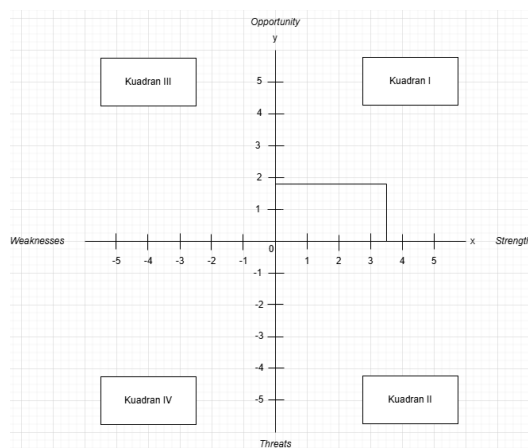 Opportunity
y
Kuadran III
Kuadran I
5
4
3
2
1
Weaknesses
0
x
Strength
-5 -4 -3 -2 -1 1 2 3 4 5
-1
-2
-3
-4
-5
Kuadran IV
Kuadran II
Threats